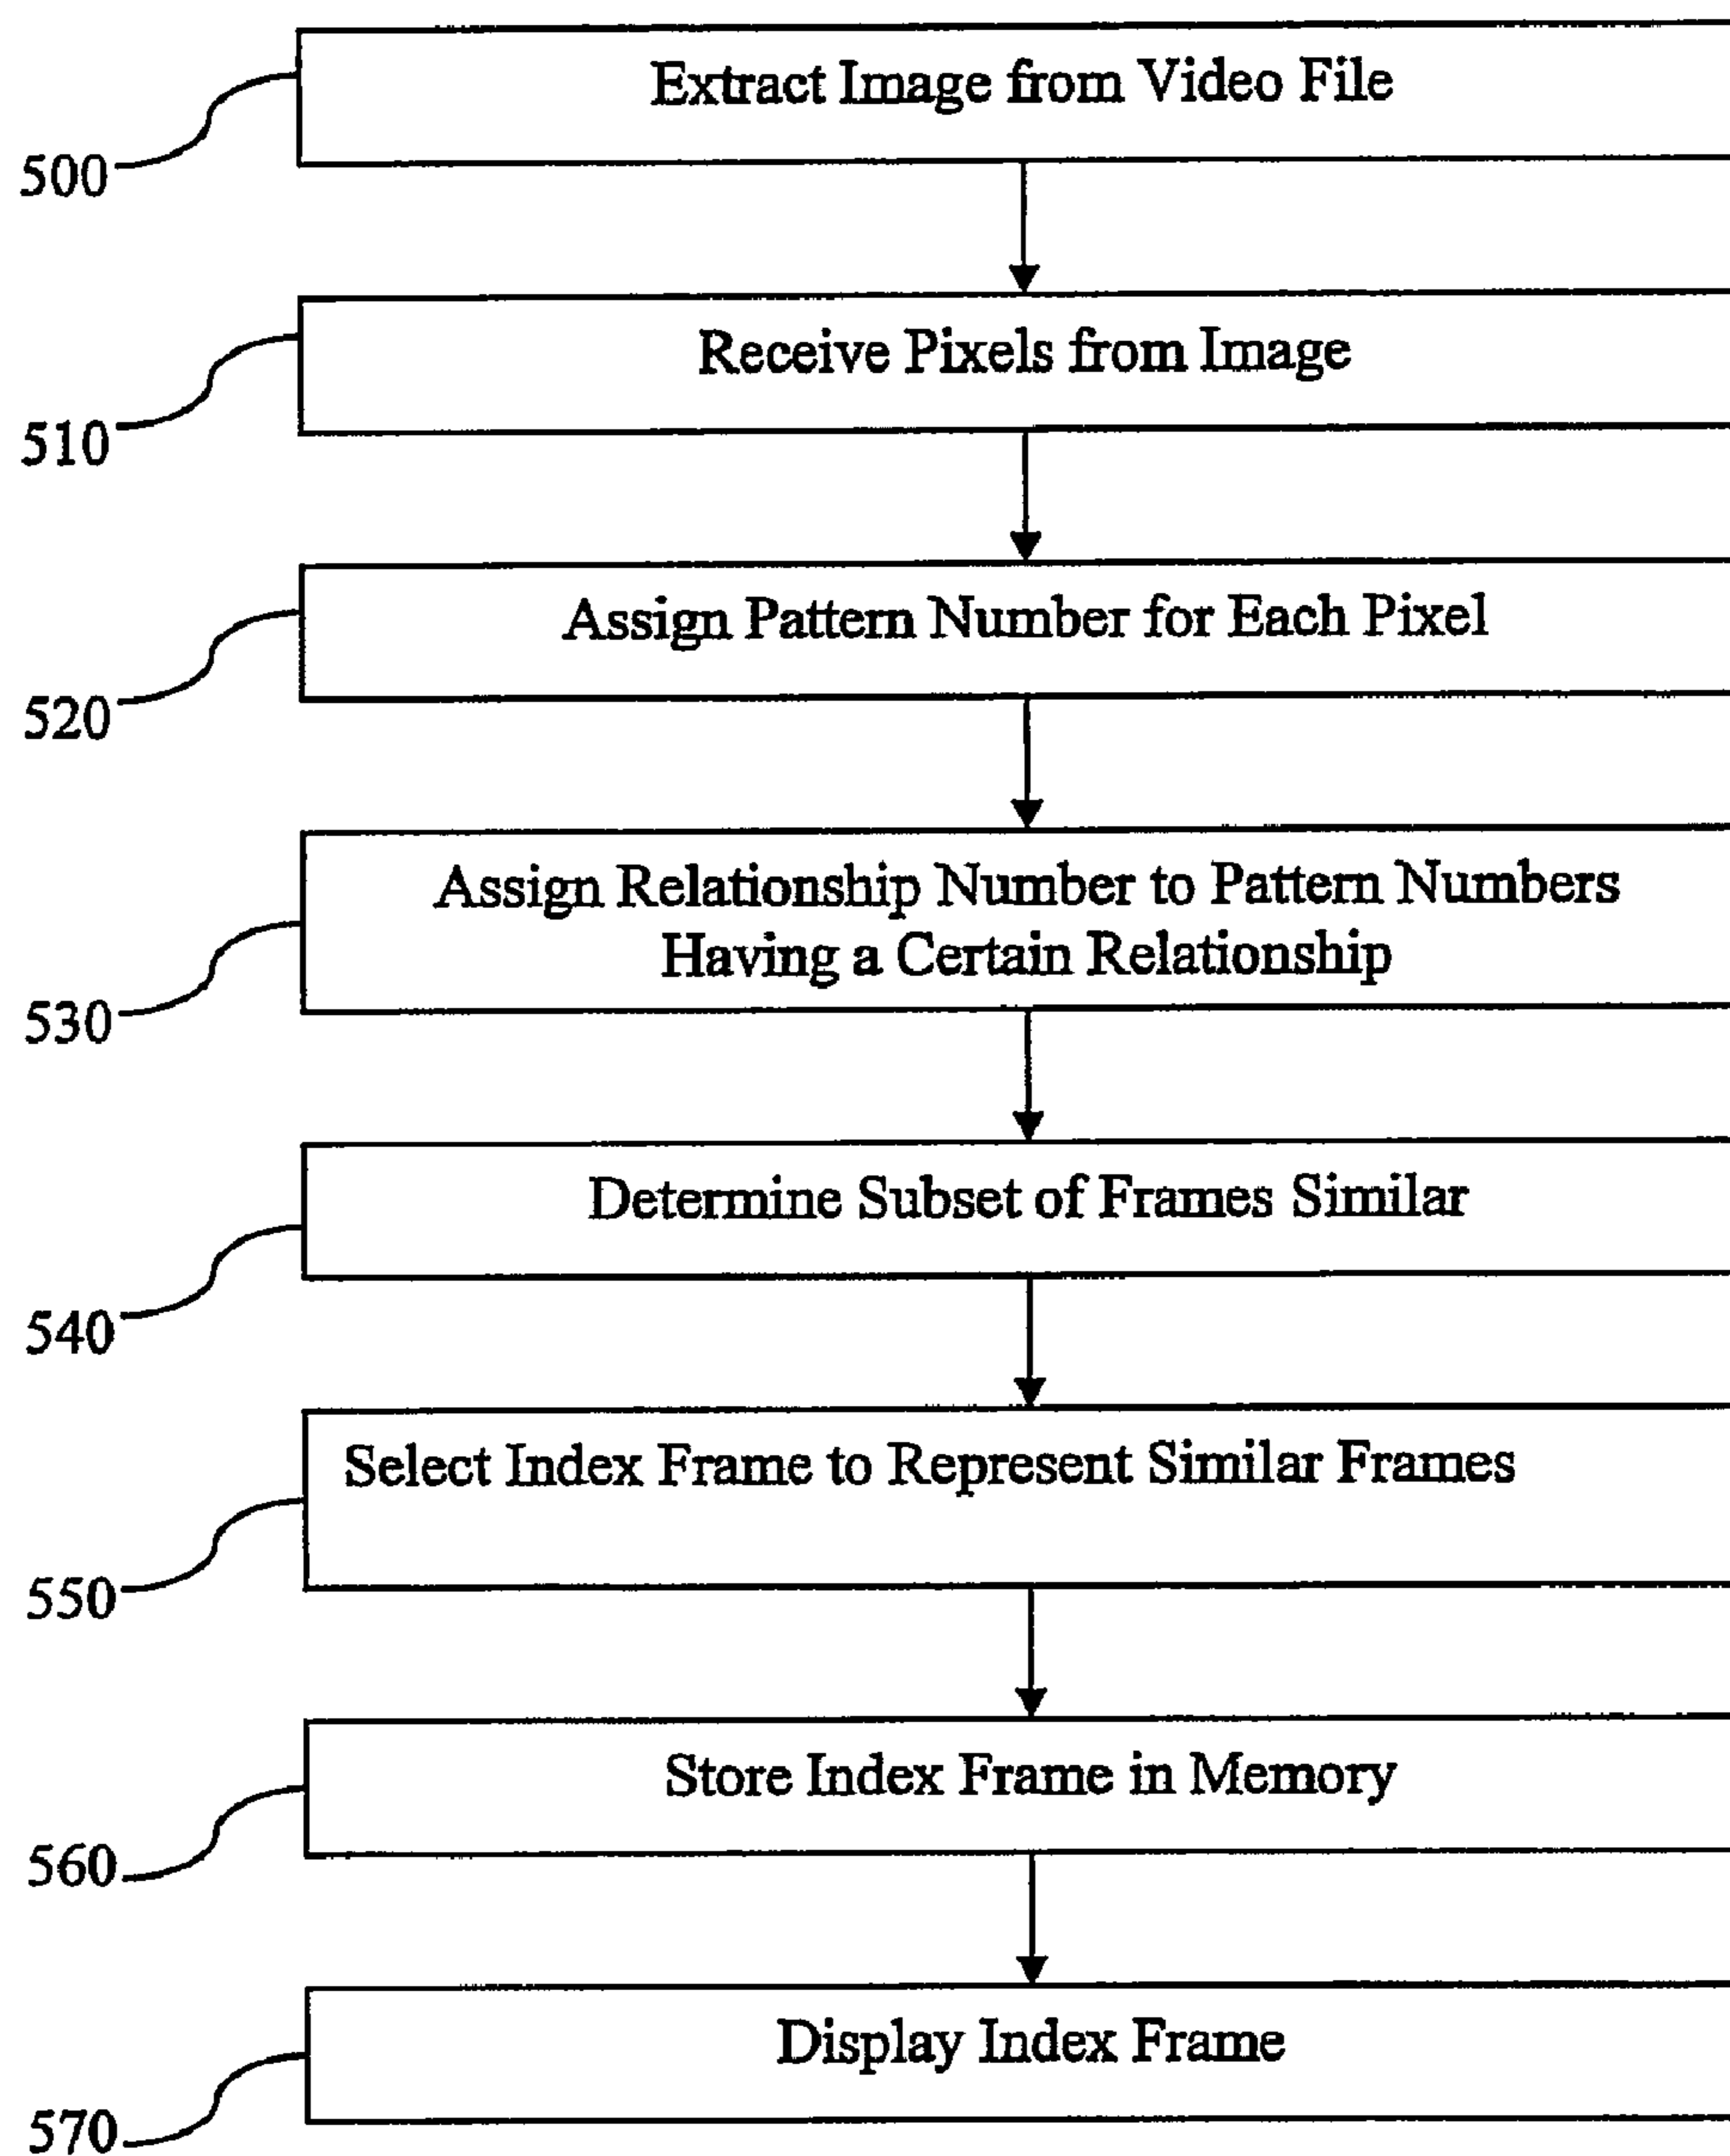 Extract Image from Video File
500
Receive Pixels from Image
510
Assign Pattern Number for Each Pixel
520
Assign Relationship Number to Pattern Numbers
Having a Certain Relationship
530
Determine Subset of Frames Similar
540
Select Index Frame to Represent Similar Frames
550
Store Index Frame in Memory
560
Display Index Frame
570